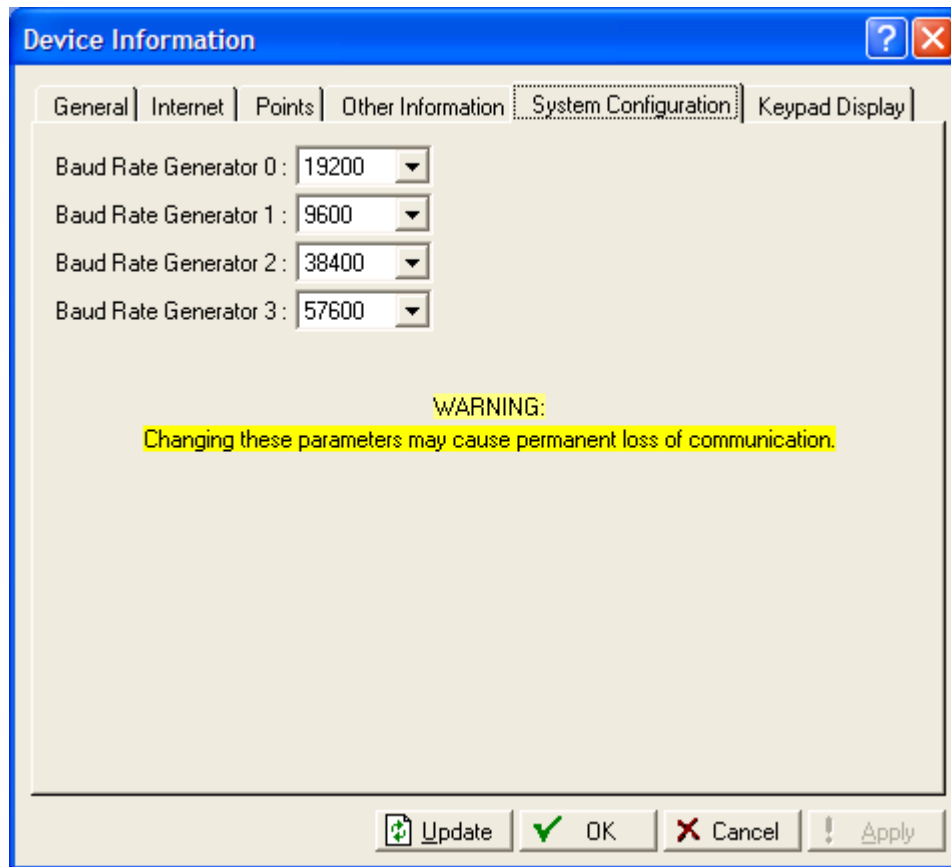 Device Information
General Internet Points Other Information System Configuration Keypad Display
Baud Rate Generator 0 : 19200
Baud Rate Generator 1 : 9600
Baud Rate Generator 2 : 38400
Baud Rate Generator 3 : 57600
WARNING:
Changing these parameters may cause permanent loss of communication.
Update OK Cancel Apply